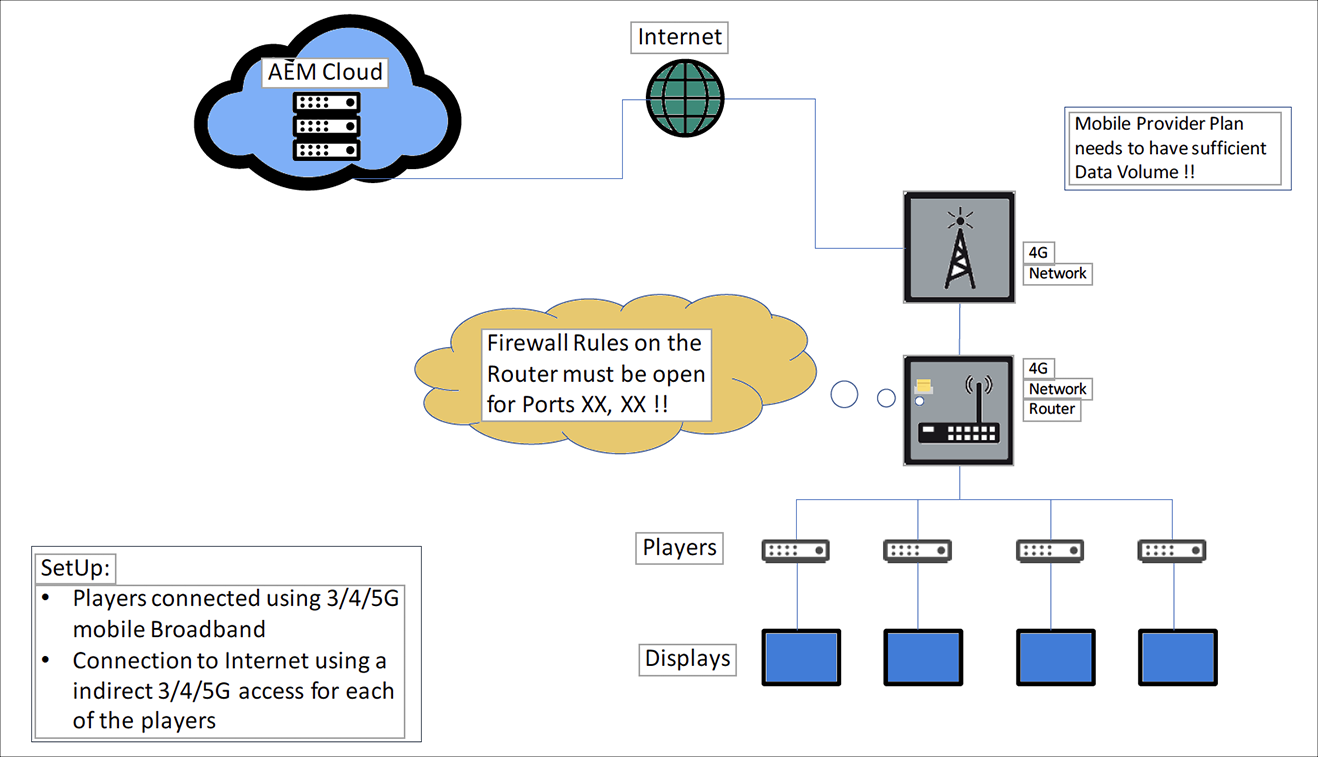 AEM Cloud
Internet
Mobile Provider Plan
needs to have sufficient
Data Volume !!
4G
Network
Firewall Rules on the
Router must be open
for Ports XX, XX !!
4G
Network
Router
Players
Displays
SetUp:
• Players connected using 3/4/5G
mobile Broadband
• Connection to Internet using a
indirect 3/4/5G access for each
of the players